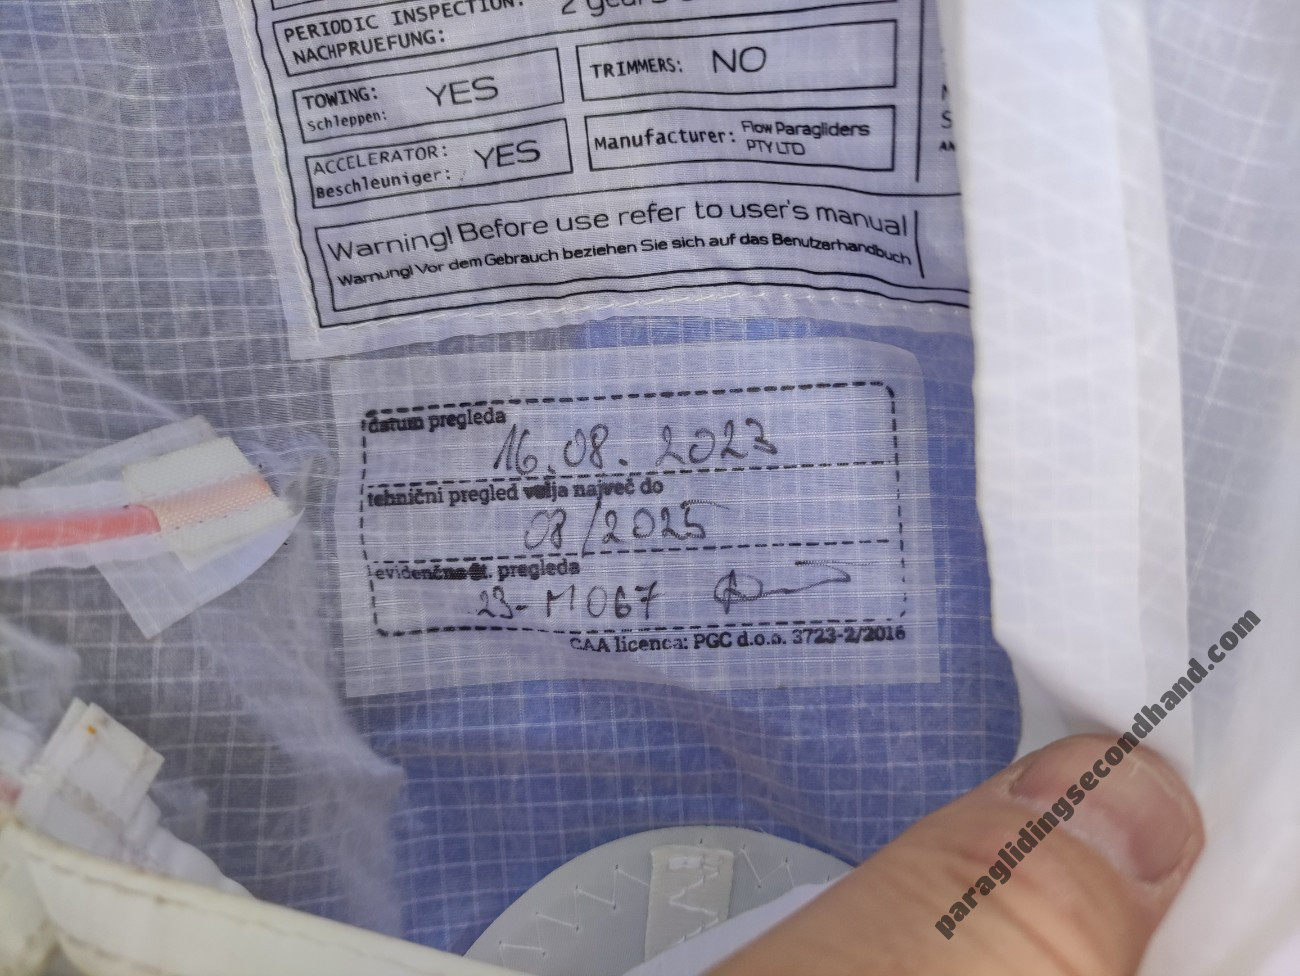 PERIODIC INSPECTION: 2 years
NACHPRUEFUNG:
TOWING: YES
Schleppen:
TRIMMERS: NO
ACCELERATOR: YES
Beschleuniger:
Manufacturer: Flow Paragliders
PTY LTD
Warning! Before use refer to user's manual
Warnung! Vor dem Gebrauch beziehen Sie sich auf das Benutzerhandbuch
datum pregleda
16.08.2023
tehnični pregled velja največ do
08/2025
evidenčna št. pregleda
23-M067
CAA licenca: PGC d.o.o. 3723-2/2016
paraglidingsecondhand.com